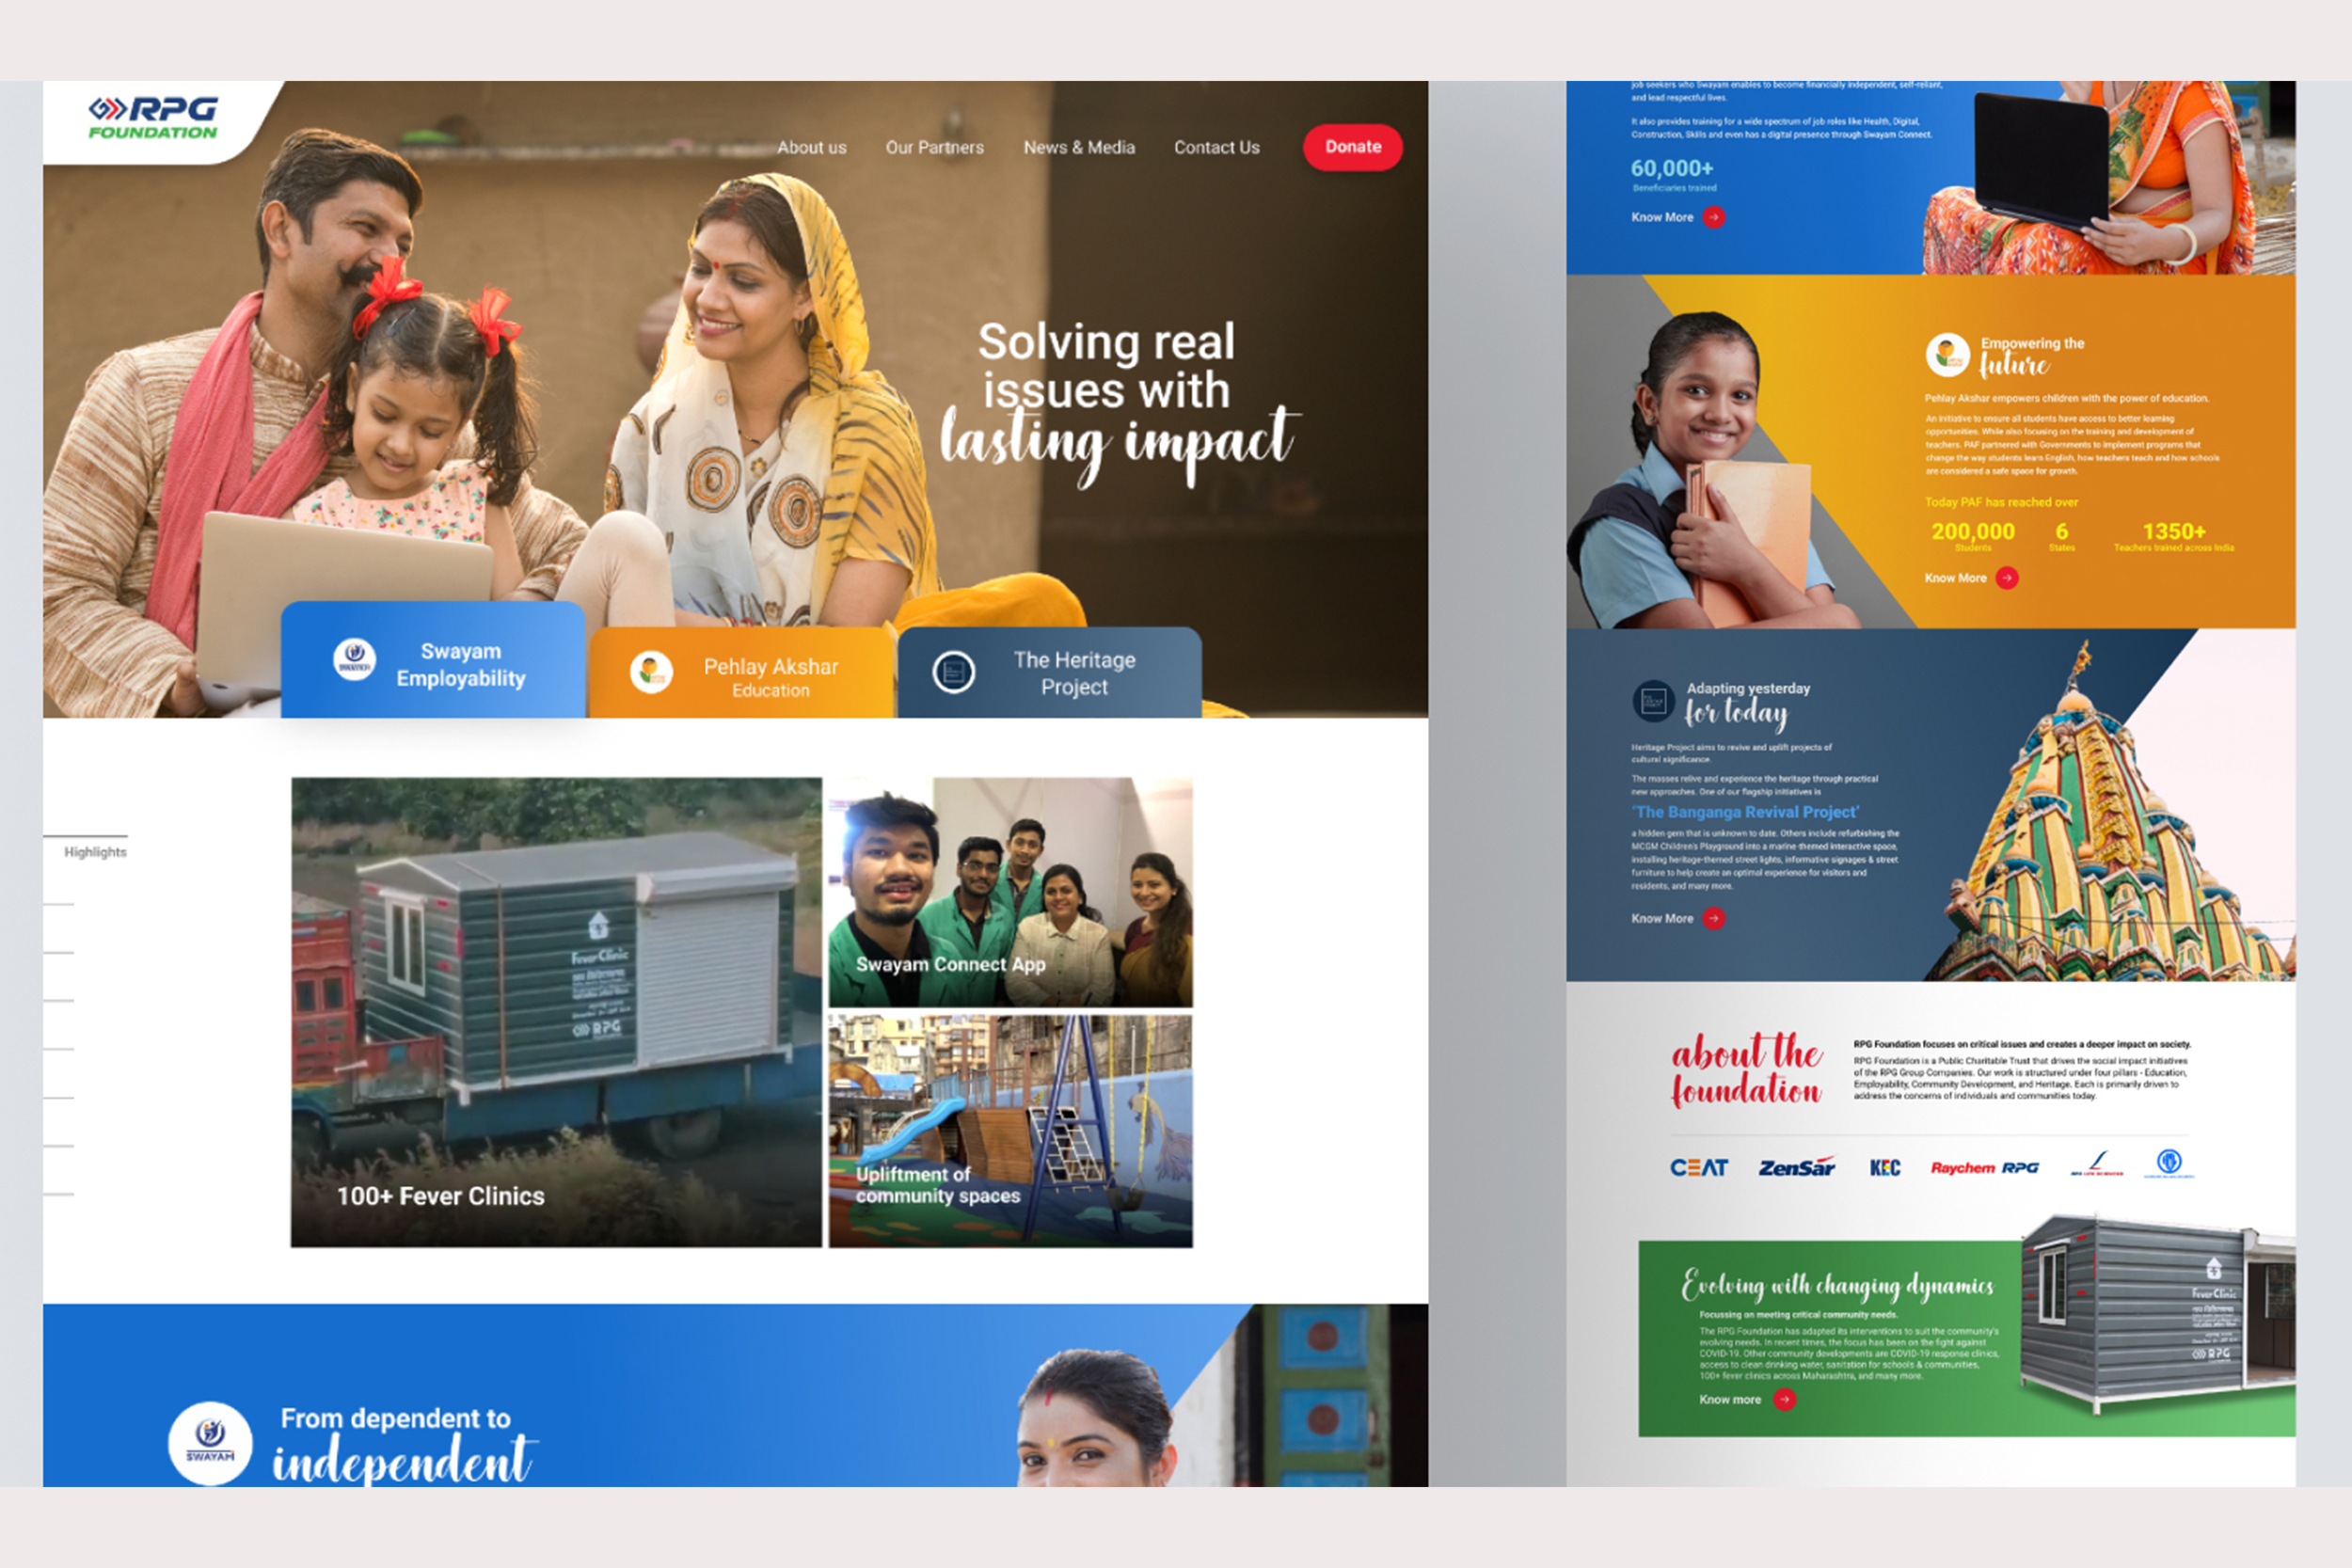 RPG
FOUNDATION
About us
Our Partners
News & Media
Contact Us
Donate
Solving real
issues with
lasting impact
Swayam
Employability
Pehlay Akshar
Education
The Heritage
Project
Highlights
FeverClinic
RPG
100+ Fever Clinics
Swayam Connect App
Upliftment of
community spaces
SWAYAM
From dependent to
independent
job seekers who Swayam enables to become financially independent, self-reliant,
and lead respectful lives.
It also provides training for a wide spectrum of job roles like Health, Digital,
Construction, Skills and even has a digital presence through Swayam Connect.
60,000+
Beneficiaries trained
Know More
Empowering the
future
Pehlay Akshar empowers children with the power of education.
An initiative to ensure all students have access to better learning
opportunities. While also focusing on the training and development of
teachers. PAF partnered with Governments to implement programs that
change the way students learn English, how teachers teach and how schools
are considered a safe space for growth.
Today PAF has reached over
200,000
Students
6
States
1350+
Teachers trained across India
Know More
Adapting yesterday
for today
Heritage Project aims to revive and uplift projects of
cultural significance.
The masses relive and experience the heritage through practical
new approaches. One of our flagship initiatives is
'The Banganga Revival Project'
a hidden gem that is unknown to date. Others include refurbishing the
MCGM Children's Playground into a marine-themed interactive space,
installing heritage-themed street lights, informative signages & street
furniture to help create an optimal experience for visitors and
residents, and many more.
Know More
about the
foundation
RPG Foundation focuses on critical issues and creates a deeper impact on society.
RPG Foundation is a Public Charitable Trust that drives the social impact initiatives
of the RPG Group Companies. Our work is structured under four pillars - Education,
Employability, Community Development, and Heritage. Each is primarily driven to
address the concerns of individuals and communities today.
CEAT
ZenSar
KEC
Raychem RPG
RPG LIFE SCIENCES
Evolving with changing dynamics
Focussing on meeting critical community needs.
The RPG Foundation has adapted its interventions to suit the community's
evolving needs. In recent times, the focus has been on the fight against
COVID-19. Other community developments are COVID-19 response clinics,
access to clean drinking water, sanitation for schools & communities,
100+ fever clinics across Maharashtra, and many more.
Know more
FeverClinic
RPG